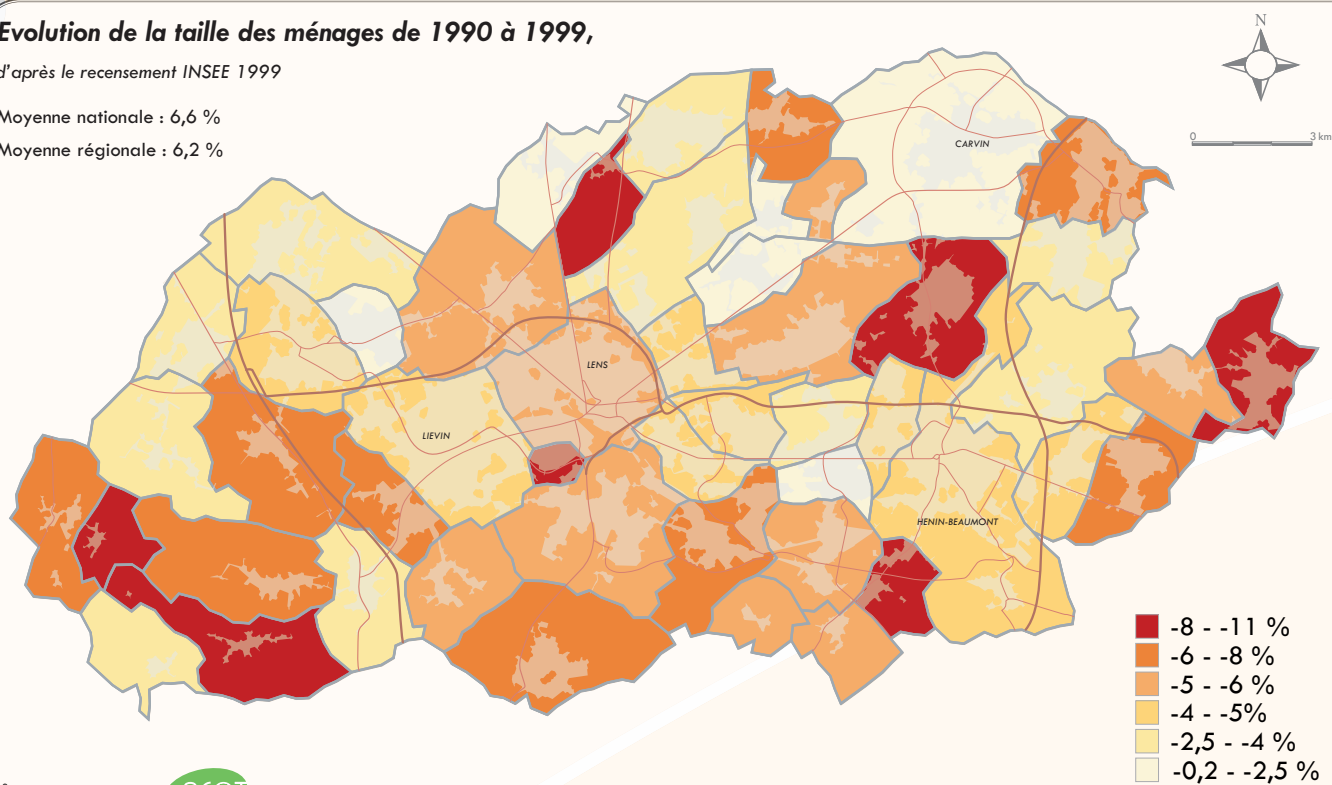 Evolution de la taille des ménages de 1990 à 1999,
d'après le recensement INSEE 1999
Moyenne nationale : 6,6 %
Moyenne régionale : 6,2 %
N
0 3 km
CARVIN
LENS
LIEVIN
HENIN-BEAUMONT
-8 - -11 %
-6 - -8 %
-5 - -6 %
-4 - -5%
-2,5 - -4 %
-0,2 - -2,5 %